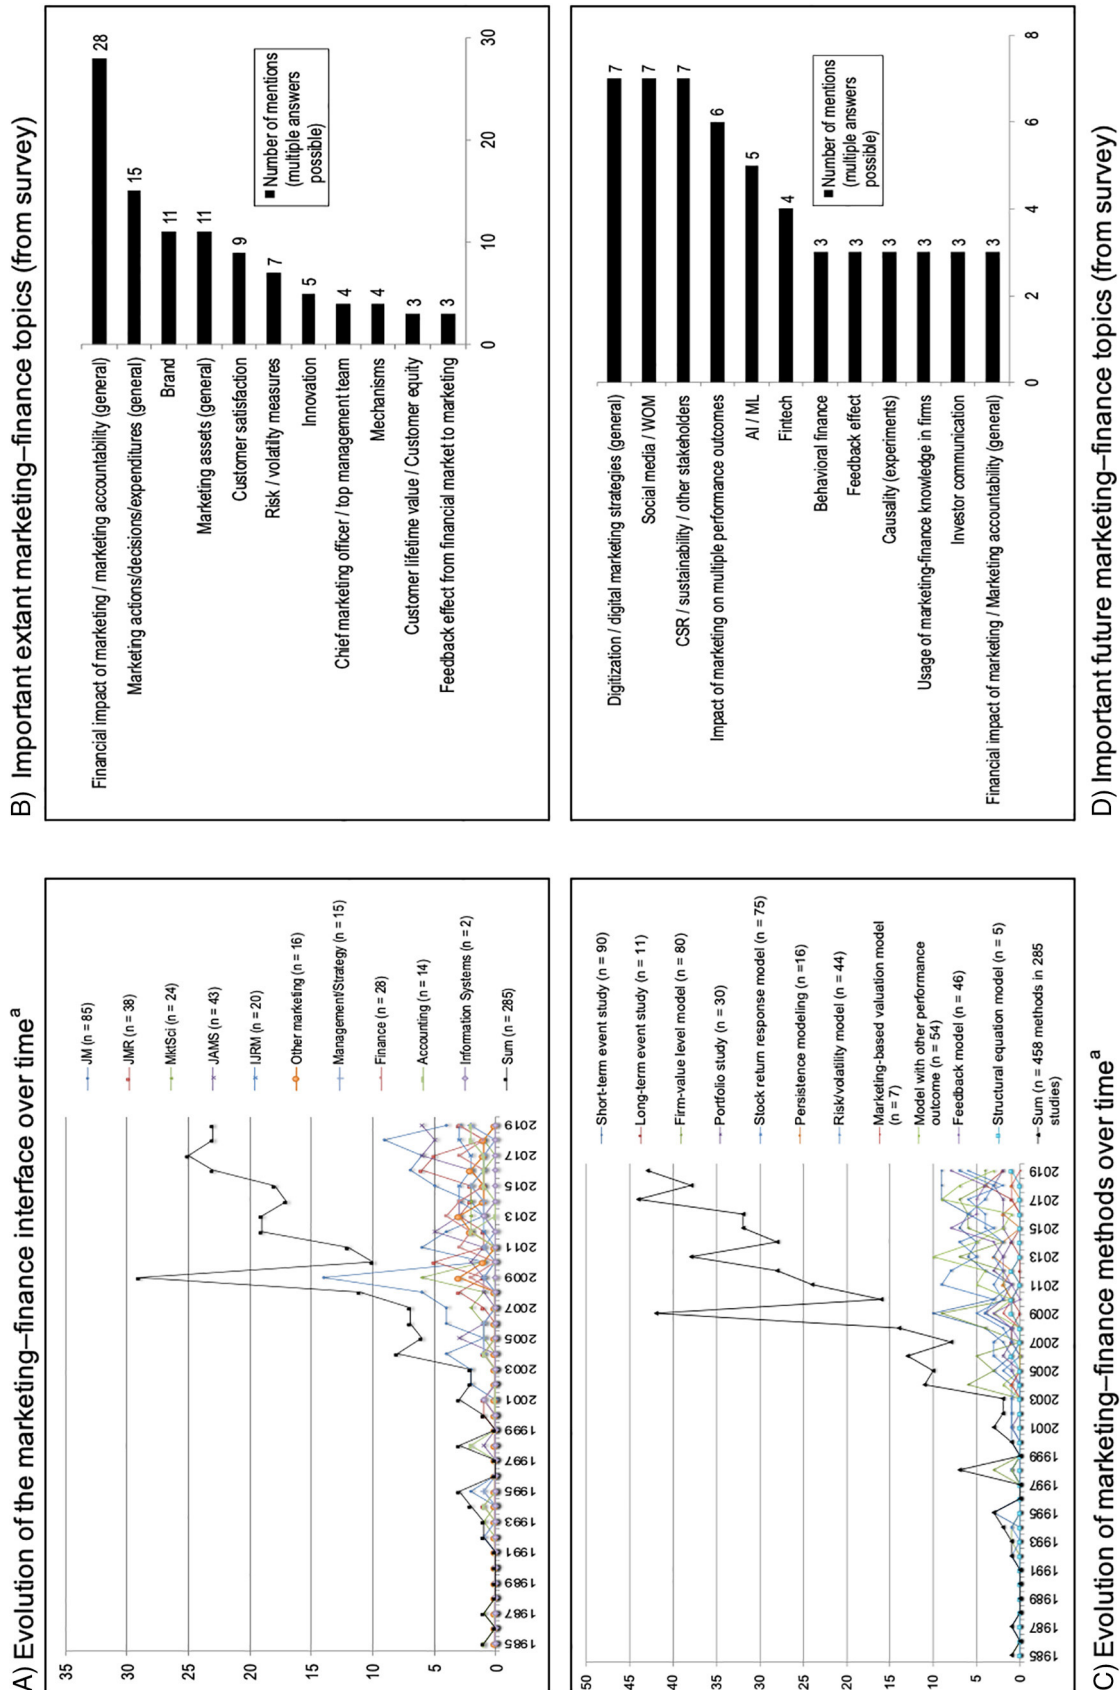 A) Evolution of the marketing–finance interface over timeᵃ
35
30
25
20
15
10
5
0
1985
1987
1989
1991
1993
1995
1997
1999
2001
2003
2005
2007
2009
2011
2013
2015
2017
2019
JM (n = 85)
JMR (n = 38)
MktSci (n = 24)
JAMS (n = 43)
IJRM (n = 20)
Other marketing (n = 16)
Management/Strategy (n = 15)
Finance (n = 28)
Accounting (n = 14)
Information Systems (n = 2)
Sum (n = 285)
B) Important extant marketing–finance topics (from survey)
Financial impact of marketing / marketing accountability (general)
28
Marketing actions/decisions/expenditures (general)
15
Brand
11
Marketing assets (general)
11
Customer satisfaction
9
Risk / volatility measures
7
Innovation
5
Chief marketing officer / top management team
4
Mechanisms
4
Customer lifetime value / Customer equity
3
Feedback effect from financial market to marketing
3
0
10
20
30
Number of mentions
(multiple answers
possible)
C) Evolution of marketing–finance methods over timeᵃ
50
45
40
35
30
25
20
15
10
5
0
1985
1987
1989
1991
1993
1995
1997
1999
2001
2003
2005
2007
2009
2011
2013
2015
2017
2019
Short-term event study (n = 90)
Long-term event study (n = 11)
Firm-value level model (n = 80)
Portfolio study (n = 30)
Stock return response model (n = 75)
Persistence modeling (n =16)
Risk/volatility model (n = 44)
Marketing-based valuation model
(n = 7)
Model with other performance
outcome (n = 54)
Feedback model (n = 46)
Structural equation model (n = 5)
Sum (n = 458 methods in 285
studies)
D) Important future marketing–finance topics (from survey)
Digitization / digital marketing strategies (general)
7
Social media / WOM
7
CSR / sustainability / other stakeholders
7
Impact of marketing on multiple performance outcomes
6
AI / ML
5
Fintech
4
Behavioral finance
3
Feedback effect
3
Causality (experiments)
3
Usage of marketing-finance knowledge in firms
3
Investor communication
3
Financial impact of marketing / Marketing accountability (general)
3
0
2
4
6
8
Number of mentions
(multiple answers
possible)